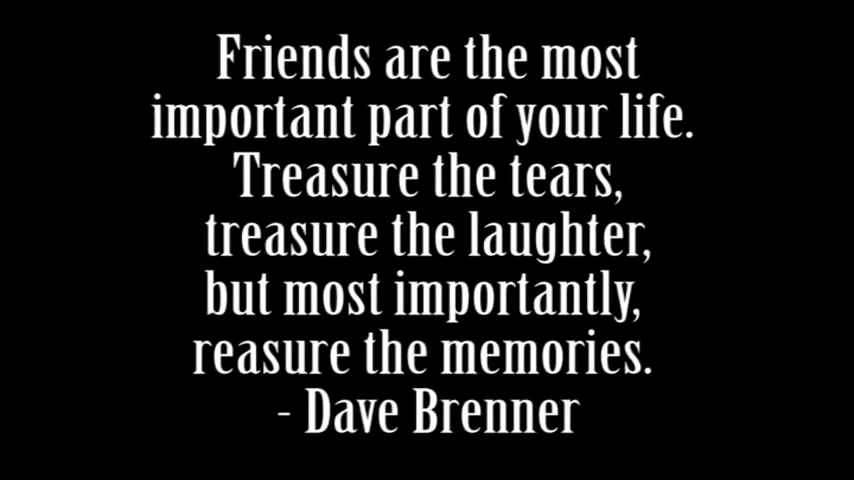 Friends are the most
important part of your life.
Treasure the tears,
treasure the laughter,
but most importantly,
reasure the memories.
- Dave Brenner